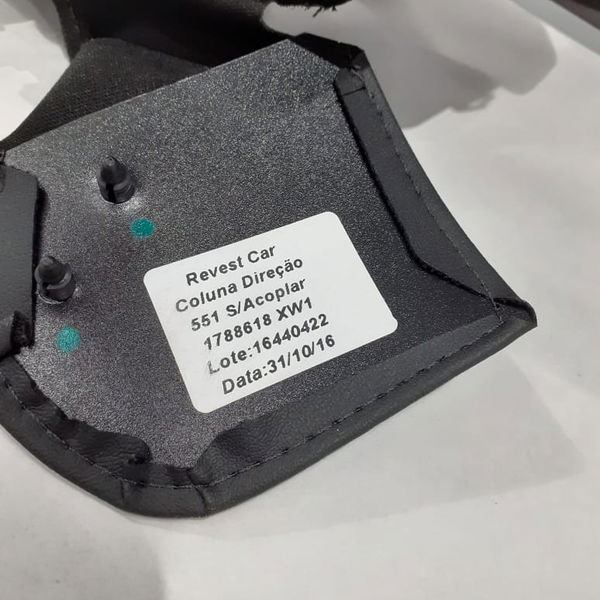 Revest Car
Coluna Direção
551 S/Acoplar
1788618 XW1
Lote:16440422
Data:31/10/16